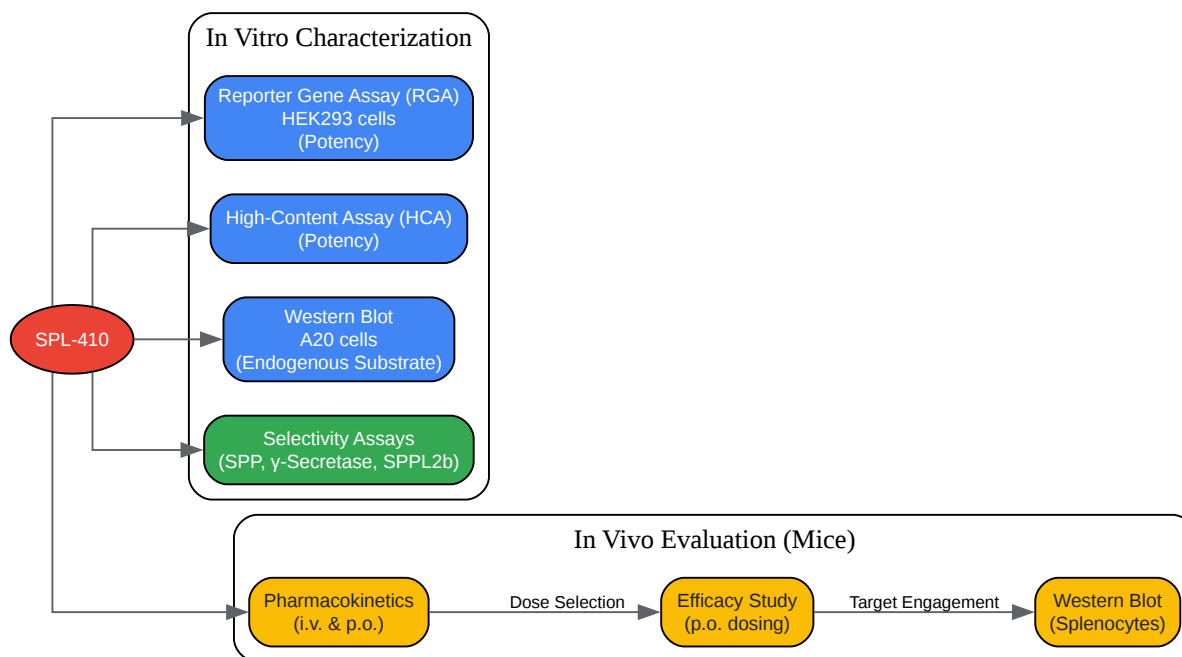 In Vitro Characterization
Reporter Gene Assay (RGA)
HEK293 cells
(Potency)
High-Content Assay (HCA)
(Potency)
SPL-410
Western Blot
A20 cells
(Endogenous Substrate)
Selectivity Assays
(SPP, γ-Secretase, SPPL2b)
In Vivo Evaluation (Mice)
Pharmacokinetics
(i.v. & p.o.)
Dose Selection
Efficacy Study
(p.o. dosing)
Target Engagement
Western Blot
(Splenocytes)